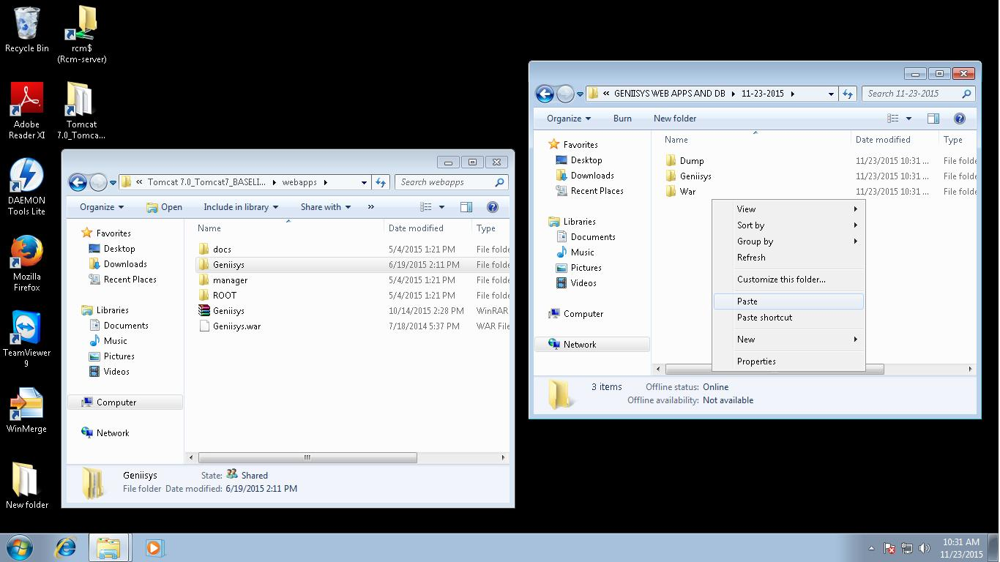 Recycle Bin
rcm$
(Rcm-server)
Adobe
Reader XI
Tomcat
7.0_Tomca...
DAEMON
Tools Lite
Mozilla
Firefox
TeamViewer
9
WinMerge
New folder
« Tomcat 7.0_Tomcat7_BASELI... webapps
Search webapps
Organize Open Include in library Share with »
Favorites
Desktop
Downloads
Recent Places
Libraries
Documents
Music
Pictures
Videos
Computer
Network
Name Date modified Type
docs 5/4/2015 1:21 PM File folde
Geniisys 6/19/2015 2:11 PM File folde
manager 5/4/2015 1:21 PM File folde
ROOT 5/4/2015 1:21 PM File folde
Geniisys 10/14/2015 2:28 PM WinRAR
Geniisys.war 7/18/2014 5:37 PM WAR File
Geniisys State: Shared
File folder Date modified: 6/19/2015 2:11 PM
« GENIISYS WEB APPS AND DB 11-23-2015
Search 11-23-2015
Organize Burn New folder
Favorites
Desktop
Downloads
Recent Places
Libraries
Documents
Music
Pictures
Videos
Computer
Network
Name Date modified Type
Dump 11/23/2015 10:31 ... File folde
Geniisys 11/23/2015 10:31 ... File folde
War 11/23/2015 10:31 ... File folde
View
Sort by
Group by
Refresh
Customize this folder...
Paste
Paste shortcut
New
Properties
3 items Offline status: Online
Offline availability: Not available
10:31 AM
11/23/2015